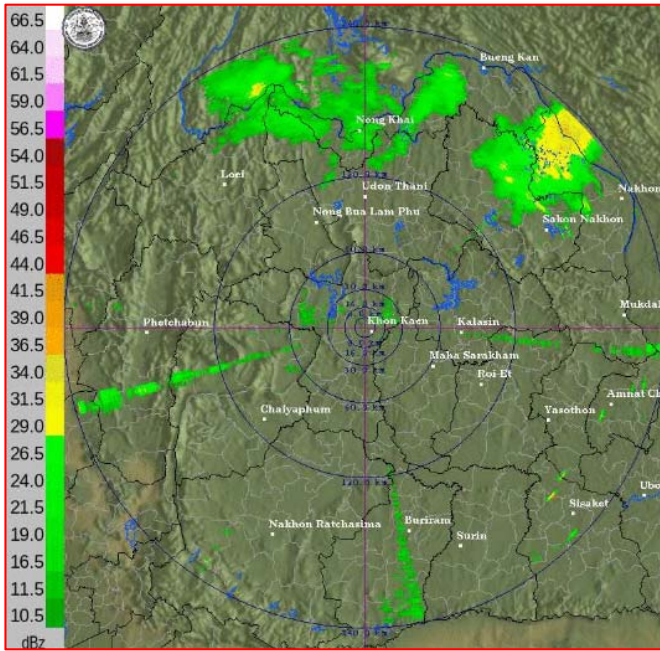 66.5
64.0
61.5
59.0
56.5
54.0
51.5
49.0
46.5
44.0
41.5
39.0
36.5
34.0
31.5
29.0
26.5
24.0
21.5
19.0
16.5
11.5
10.5
dBz
Bueng Kan
Nong Khai
Loei
Udon Thani
Nakhon
Nong Bua Lam Phu
Sakon Nakhon
Mukdah
Phetchabun
Khon Kaen
Kalasin
Maha Sarakham
Roi Et
Amnat Ch
Chaiyaphum
Yasothon
120.0 km
Ubo
Sisaket
Nakhon Ratchasima
Buriram
Surin